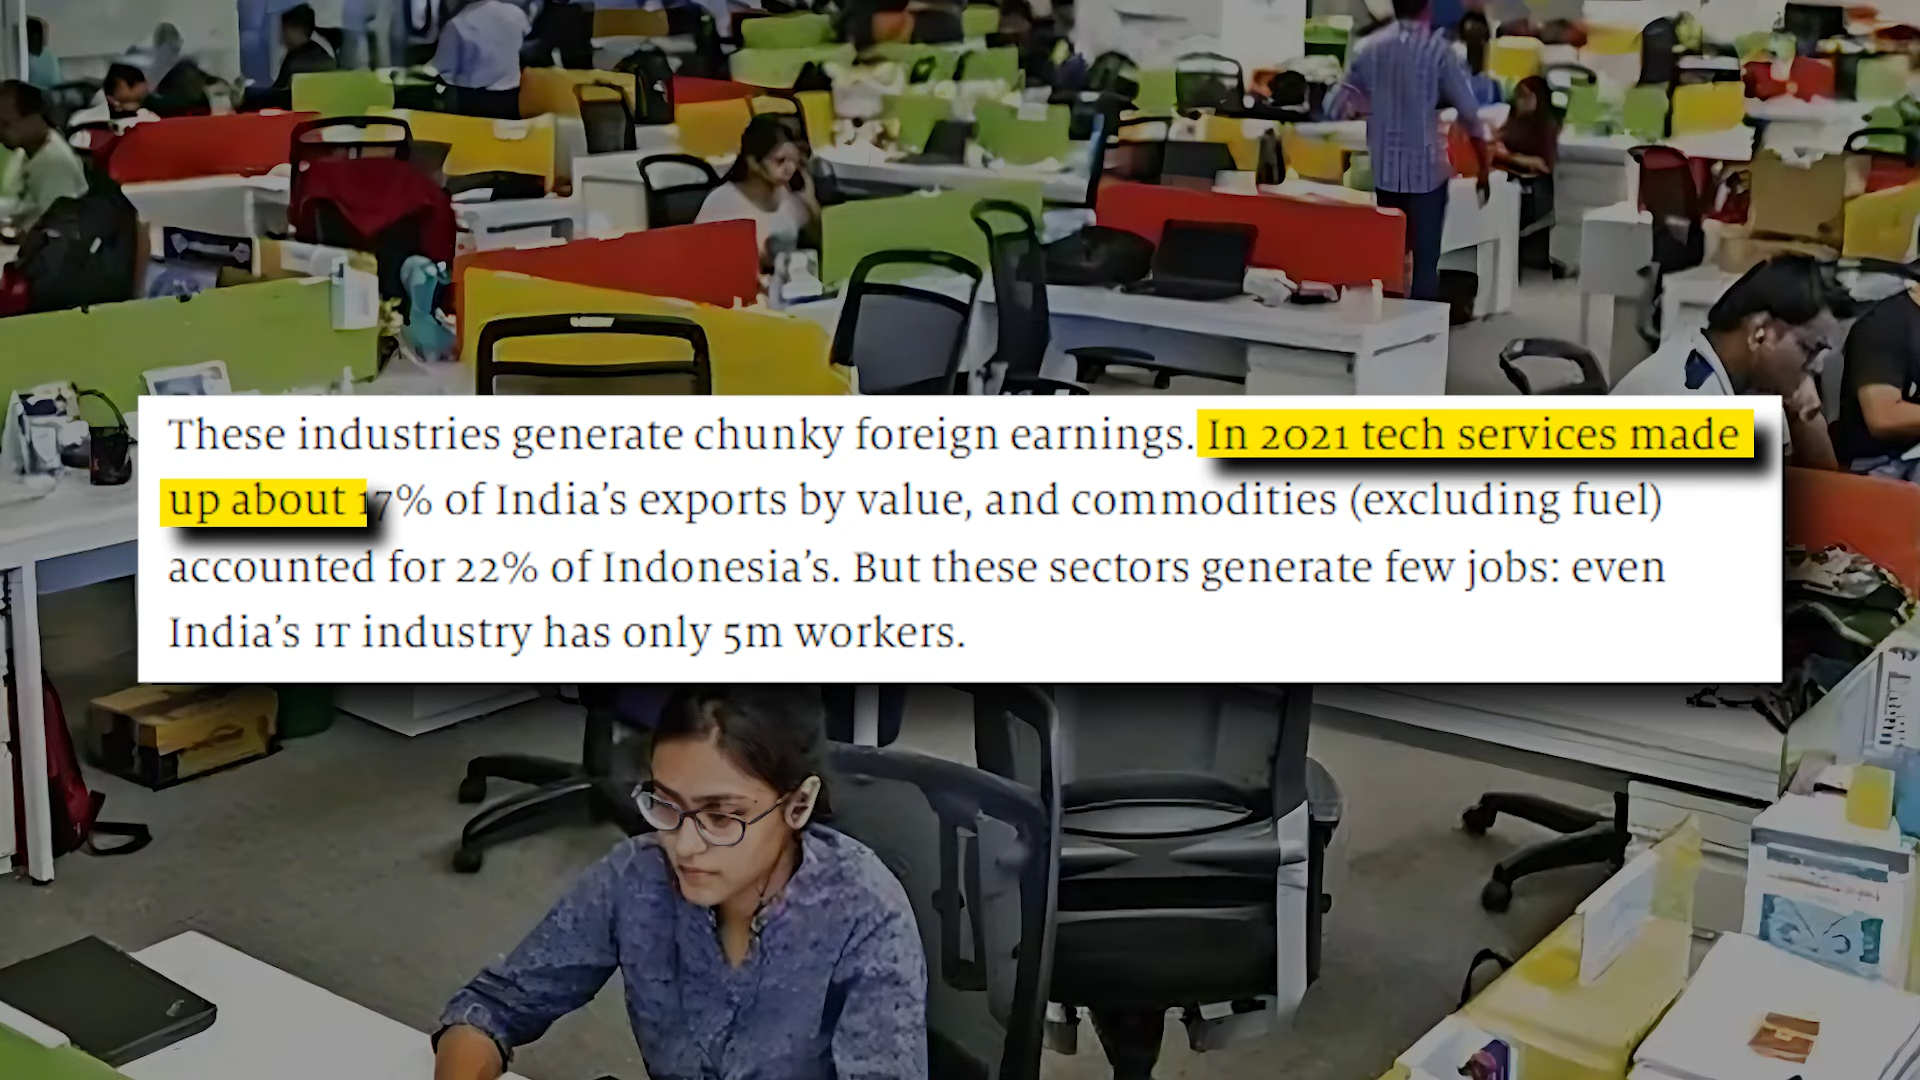 These industries generate chunky foreign earnings. In 2021 tech services made
up about 17% of India’s exports by value, and commodities (excluding fuel)
accounted for 22% of Indonesia’s. But these sectors generate few jobs: even
India’s IT industry has only 5m workers.